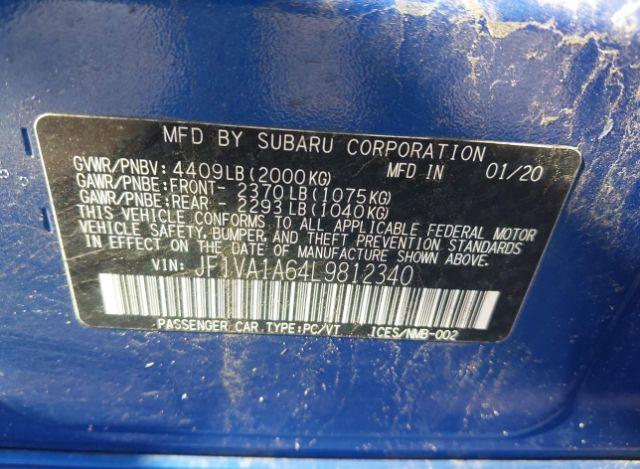 MFD BY SUBARU CORPORATION
GVWR/PNBV: 4409LB(2000KG) MFD IN 01/20
GAWR/PNBE:FRONT- 2370LB(1075KG)
GAWR/PNBE:REAR - 2293LB(1040KG)
THIS VEHICLE CONFORMS TO ALL APPLICABLE FEDERAL MOTOR
VEHICLE SAFETY, BUMPER, AND THEFT PREVENTION STANDARDS
IN EFFECT ON THE DATE OF MANUFACTURE SHOWN ABOVE.
VIN: JF1VA1A64L9812340
PASSENGER CAR TYPE:PC/VT ICES/NMB-002